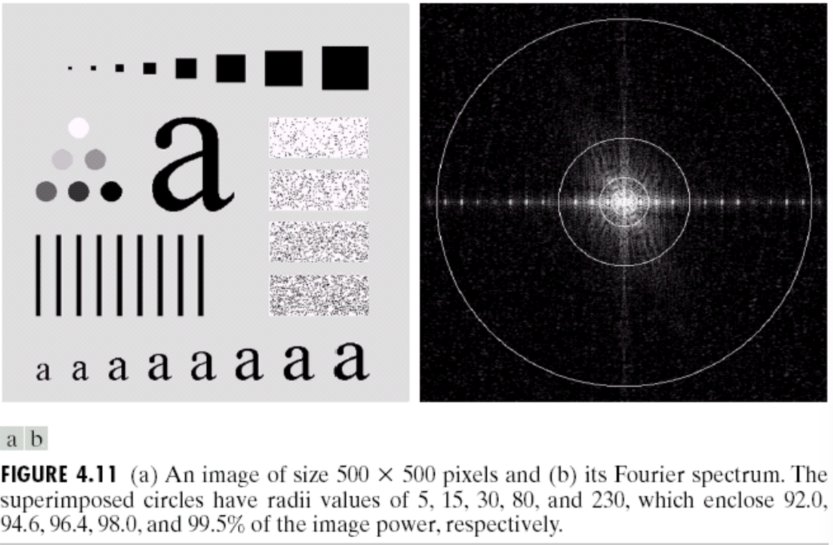 a
a a a a a a a a
a b
FIGURE 4.11 (a) An image of size 500 × 500 pixels and (b) its Fourier spectrum. The
superimposed circles have radii values of 5, 15, 30, 80, and 230, which enclose 92.0,
94.6, 96.4, 98.0, and 99.5% of the image power, respectively.